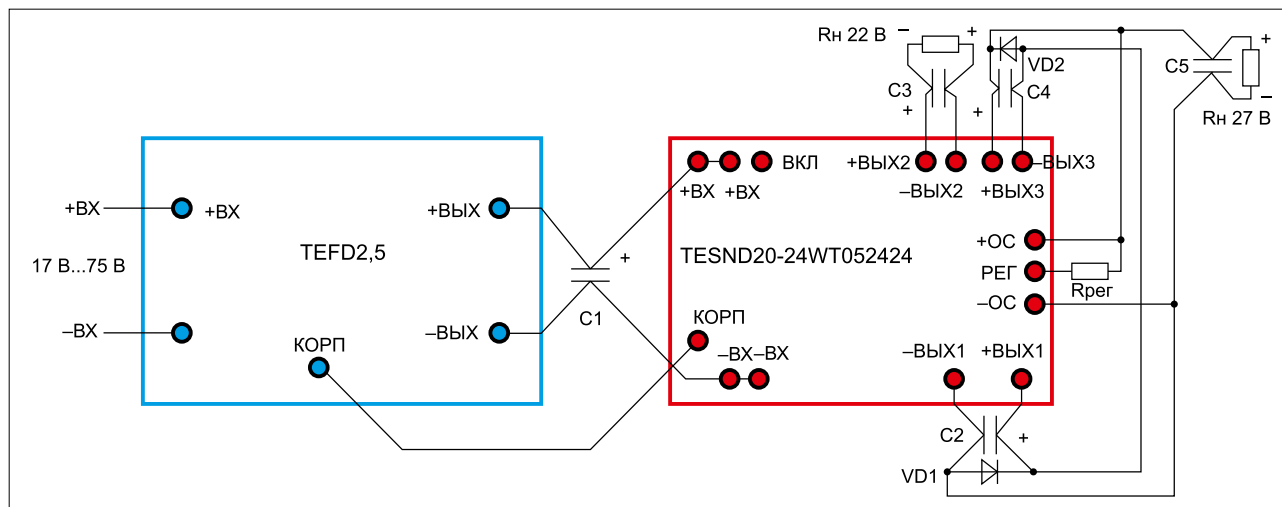 Rн 22 В
–
+
C3
+
VD2
C4
+
C5
+
–
Rн 27 В
ВКЛ
+ВХ
+ВХ
+ВЫХ2
–ВЫХ2
–ВЫХ3
+ВЫХ3
+ВХ
+ВХ
+ВЫХ
17 В...75 В
TEFD2,5
+
C1
TESND20-24WT052424
+ОС
РЕГ
Rрег
–ОС
–ВХ
–ВЫХ
КОРП
КОРП
–ВХ
–ВХ
–ВЫХ1
+ВЫХ1
C2
+
VD1